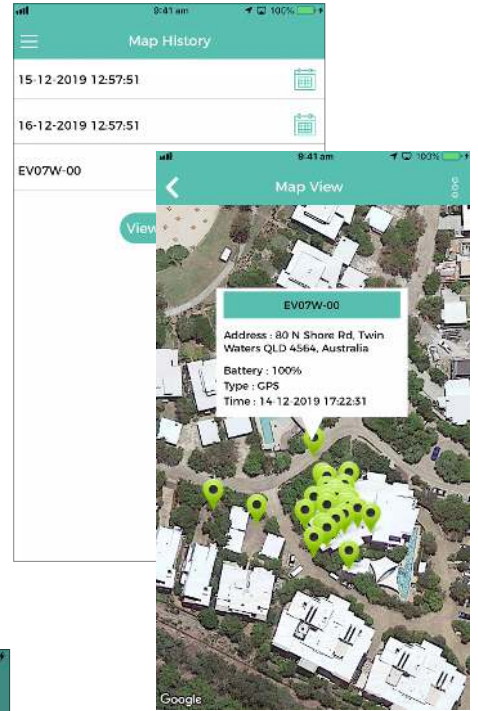 9:41 am
100%
Map History
15-12-2019 12:57:51
16-12-2019 12:57:51
EV07W-00
View
9:41 am
100%
Map View
EV07W-00
Address : 80 N Shore Rd, Twin
Waters QLD 4564, Australia
Battery : 100%
Type : GPS
Time : 14-12-2019 17:22:31
Google